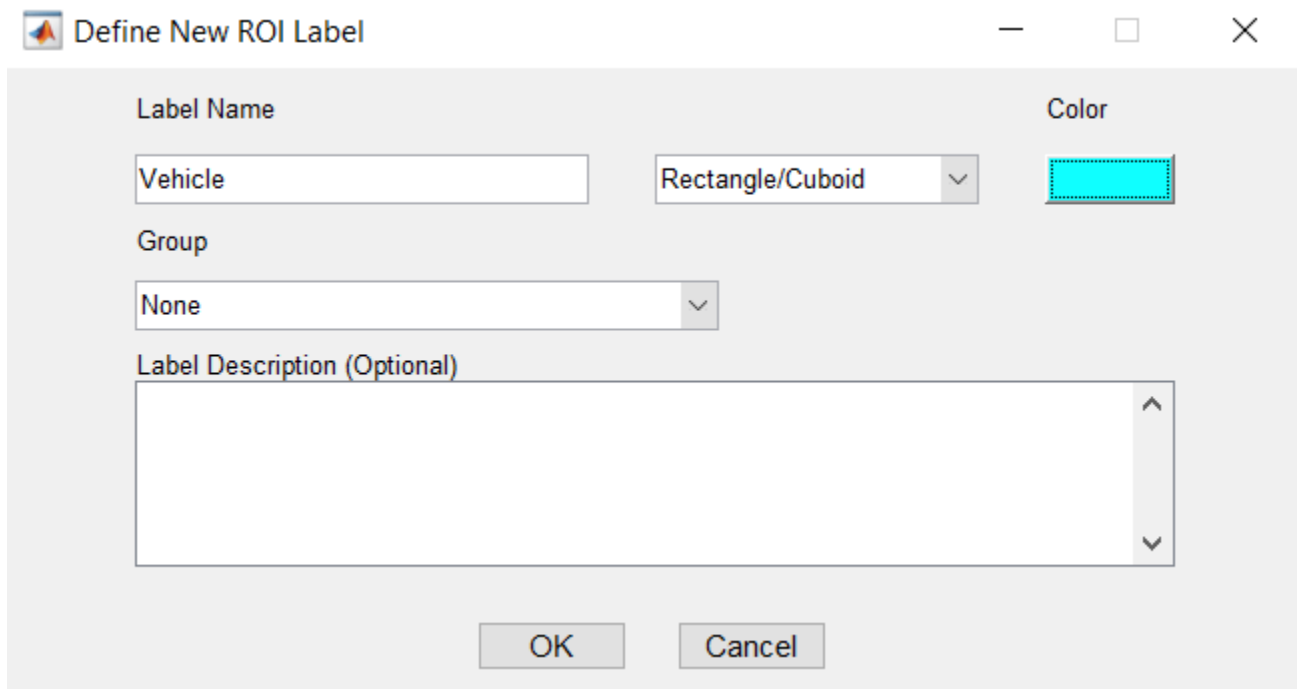 Define New ROI Label
Label Name Color
Vehicle Rectangle/Cuboid
Group
None
Label Description (Optional)
OK Cancel